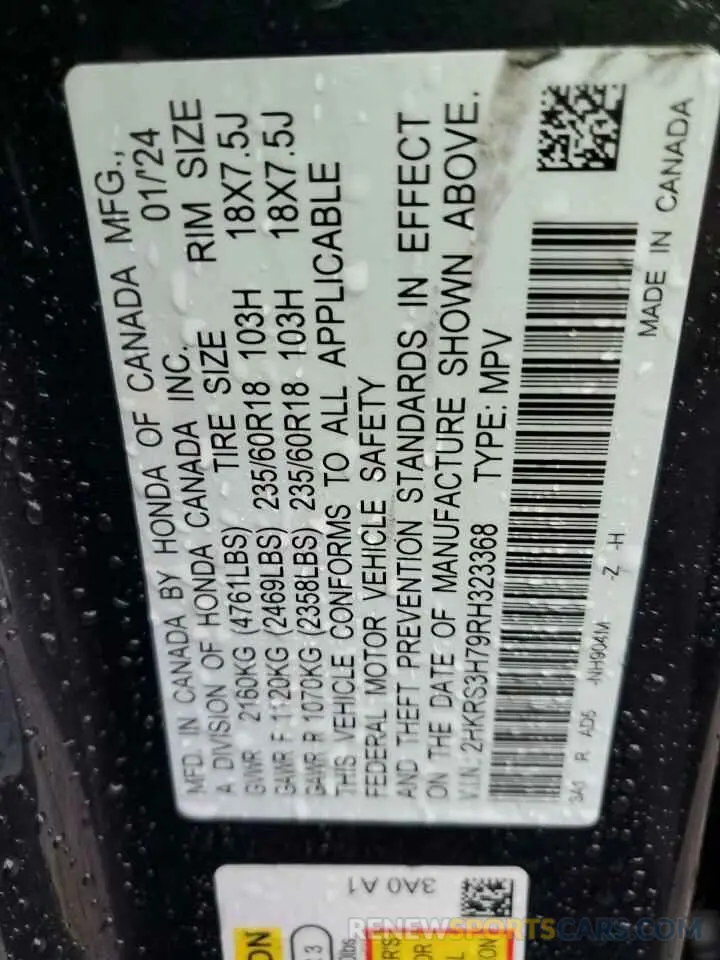 MFD. IN CANADA BY HONDA OF CANADA MFG.,
A DIVISION OF HONDA CANADA INC. 01/'24
GVWR 2160KG (4761LBS) TIRE SIZE RIM SIZE
GAWR F 1120KG (2469LBS) 235/60R18 103H 18X7.5J
GAWR R 1070KG (2358LBS) 235/60R18 103H 18X7.5J
THIS VEHICLE CONFORMS TO ALL APPLICABLE
FEDERAL MOTOR VEHICLE SAFETY
AND THEFT PREVENTION STANDARDS IN EFFECT
ON THE DATE OF MANUFACTURE SHOWN ABOVE.
V.I.N.: 2HKRS3H79RH323368 TYPE: MPV
3A1 R AD5 -NH904M -Z -H
MADE IN CANADA
3A0 A1
RENEWSPORTSCARS.COM